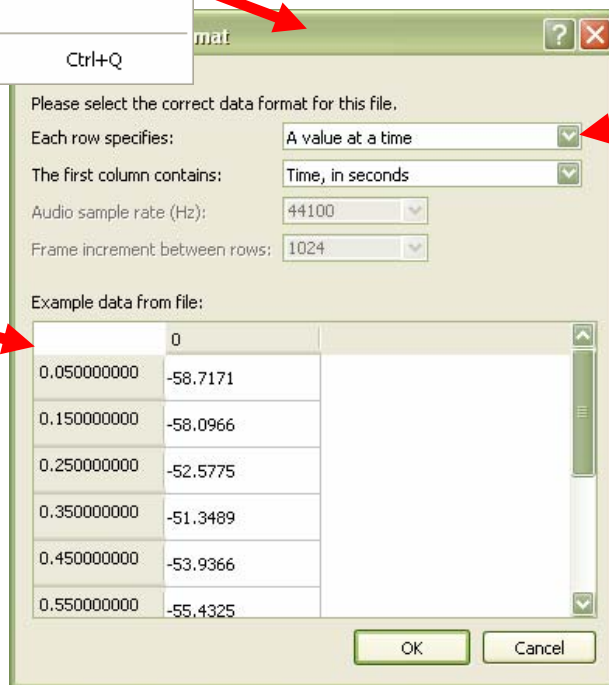 mat
Ctrl+Q
Please select the correct data format for this file.
Each row specifies: A value at a time
The first column contains: Time, in seconds
Audio sample rate (Hz): 44100
Frame increment between rows: 1024
Example data from file:
0
0.050000000 -58.7171
0.150000000 -58.0966
0.250000000 -52.5775
0.350000000 -51.3489
0.450000000 -53.9366
0.550000000 -55.4325
OK Cancel